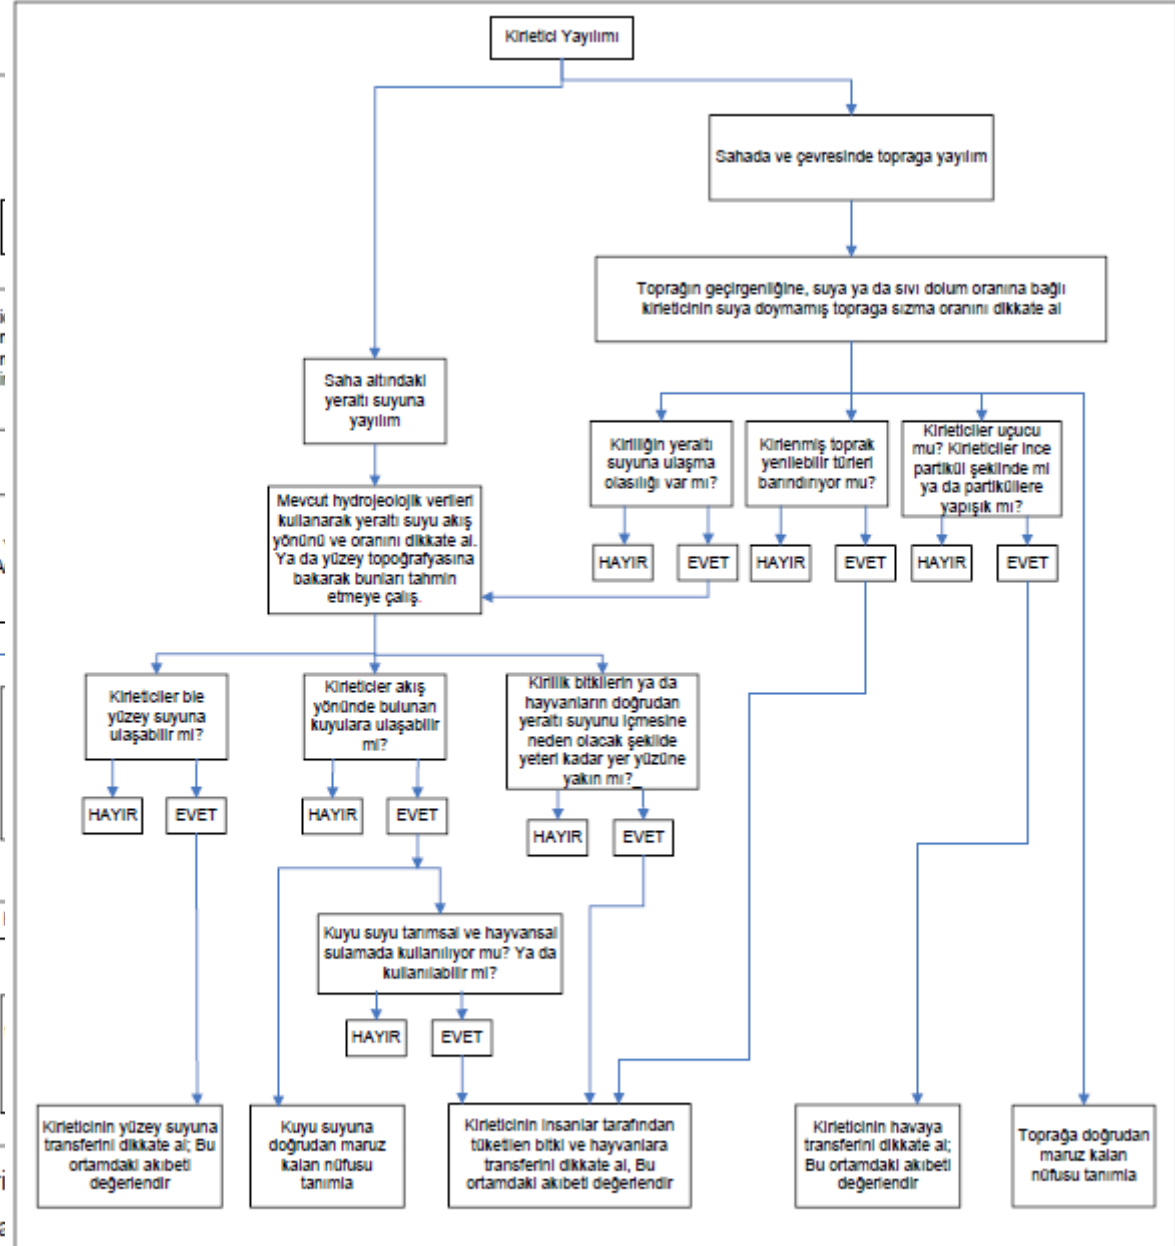 Kirletici Yayılımı
Sahada ve çevresinde topraga yayılım
Toprağın geçirgenliğine, suya ya da sıvı dolum oranına bağlı
kirleticinin suya doymamış topraga sızma oranını dikkate al
Saha altındaki
yeraltı suyuna
yayılım
Kirliliğin yeraltı
suyuna ulaşma
olasılığı var mı?
Kirlenmiş toprak
yenilebilir türleri
barındırıyor mu?
Kirleticiler uçucu
mu? Kirleticiler ince
partikül şeklinde mi
ya da partiküllere
yapışık mı?
Mevcut hydrojeolojik verileri
kullanarak yeraltı suyu akış
yönünü ve oranını dikkate al.
Ya da yüzey topoğrafyasına
bakarak bunları tahmin
etmeye çalış.
HAYIR
EVET
HAYIR
EVET
HAYIR
EVET
Kirleticiler ble
yüzey suyuna
ulaşabilir mi?
Kirleticler akış
yönünde bulunan
kuyulara ulaşabilir
mi?
Kirlilik bitkilerin ya da
hayvanların doğrudan
yeraltı suyunu içmesine
neden olacak şekilde
yeteri kadar yer yüzüne
yakın mı?_
HAYIR
EVET
HAYIR
EVET
HAYIR
EVET
Kuyu suyu tarımsal ve hayvansal
sulamada kullanılıyor mu? Ya da
kullanılabilir mi?
HAYIR
EVET
Kirleticinin yüzey suyuna
transferini dikkate al; Bu
ortamdaki akıbeti
değerlendir
Kuyu suyuna
doğrudan maruz
kalan nüfusu
tanımla
Kirleticinin insanlar tarafından
tüketilen bitki ve hayvanlara
transferini dikkate al, Bu
ortamdaki akıbeti değerlendir
Kirleticinin havaya
transferini dikkate al;
Bu ortamdaki akıbeti
değerlendir
Toprağa doğrudan
maruz kalan
nüfusu tanımla